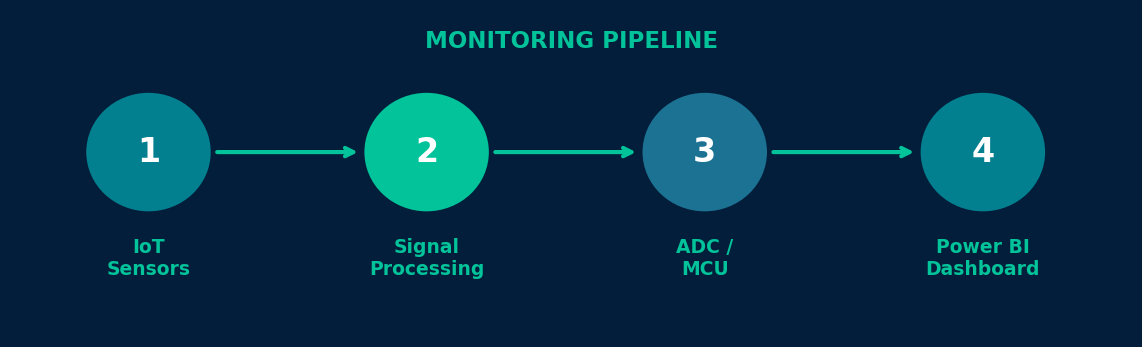 MONITORING PIPELINE
1
2
3
4
IoT
Sensors
Signal
Processing
ADC /
MCU
Power BI
Dashboard